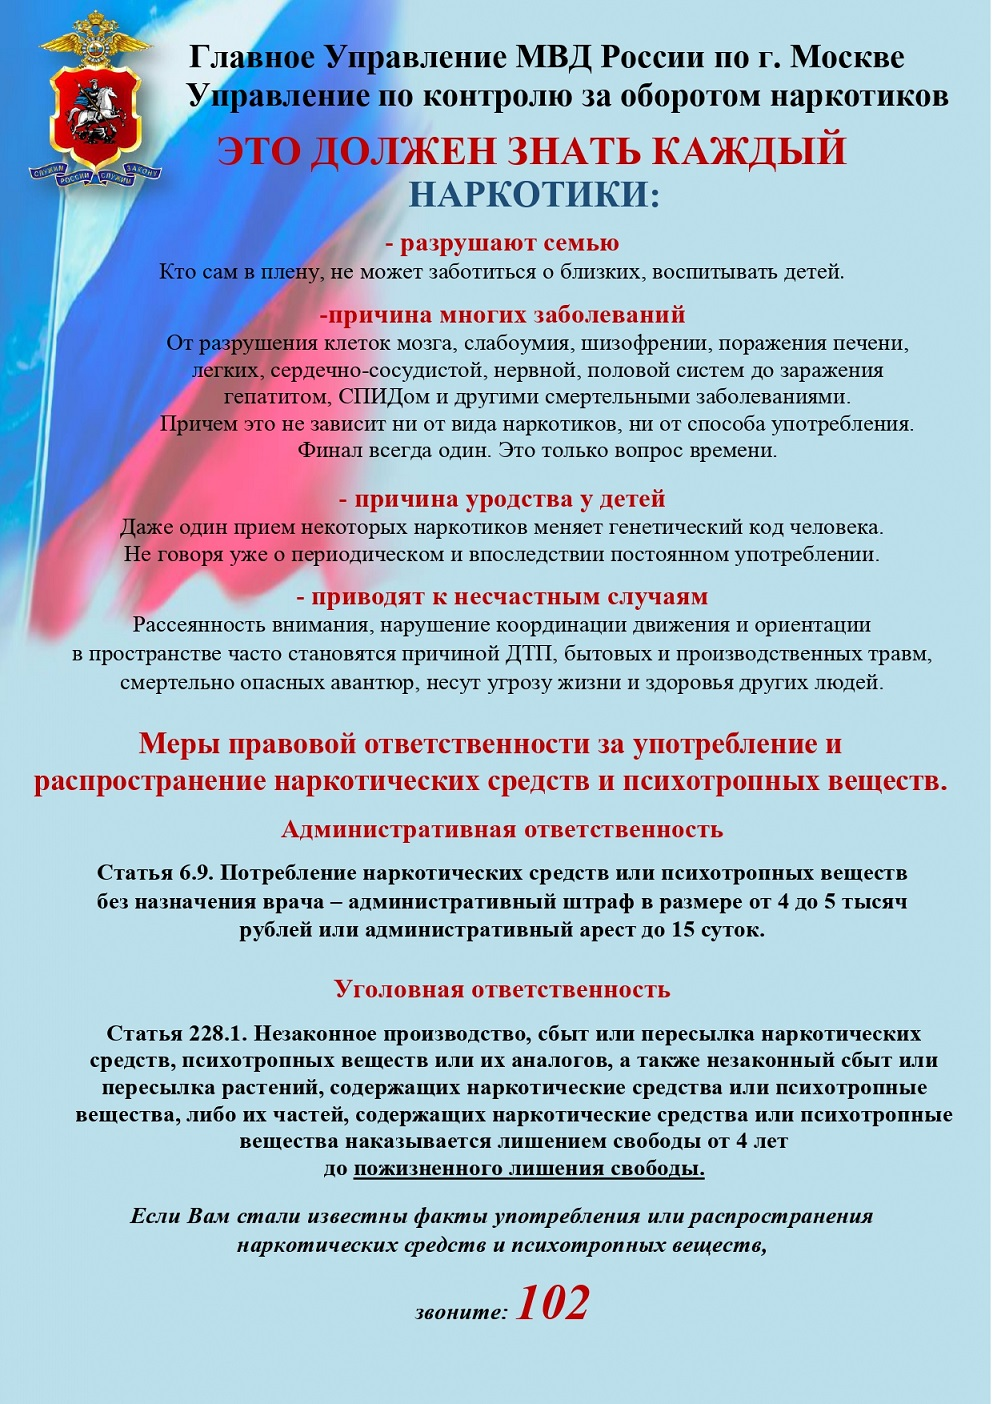 Главное Управление МВД России по г. Москве
Управление по контролю за оборотом наркотиков
ЭТО ДОЛЖЕН ЗНАТЬ КАЖДЫЙ
НАРКОТИКИ:
СЛУЖИМ РОССИИ СЛУЖИМ ЗАКОНУ
- разрушают семью
Кто сам в плену, не может заботиться о близких, воспитывать детей.
-причина многих заболеваний
От разрушения клеток мозга, слабоумия, шизофрении, поражения печени,
легких, сердечно-сосудистой, нервной, половой систем до заражения
гепатитом, СПИДом и другими смертельными заболеваниями.
Причем это не зависит ни от вида наркотиков, ни от способа употребления.
Финал всегда один. Это только вопрос времени.
- причина уродства у детей
Даже один прием некоторых наркотиков меняет генетический код человека.
Не говоря уже о периодическом и впоследствии постоянном употреблении.
- приводят к несчастным случаям
Рассеянность внимания, нарушение координации движения и ориентации
в пространстве часто становятся причиной ДТП, бытовых и производственных травм,
смертельно опасных авантюр, несут угрозу жизни и здоровья других людей.
Меры правовой ответственности за употребление и
распространение наркотических средств и психотропных веществ.
Административная ответственность
Статья 6.9. Потребление наркотических средств или психотропных веществ
без назначения врача – административный штраф в размере от 4 до 5 тысяч
рублей или административный арест до 15 суток.
Уголовная ответственность
Статья 228.1. Незаконное производство, сбыт или пересылка наркотических
средств, психотропных веществ или их аналогов, а также незаконный сбыт или
пересылка растений, содержащих наркотические средства или психотропные
вещества, либо их частей, содержащих наркотические средства или психотропные
вещества наказывается лишением свободы от 4 лет
до пожизненного лишения свободы.
Если Вам стали известны факты употребления или распространения
наркотических средств и психотропных веществ,
звоните: 102